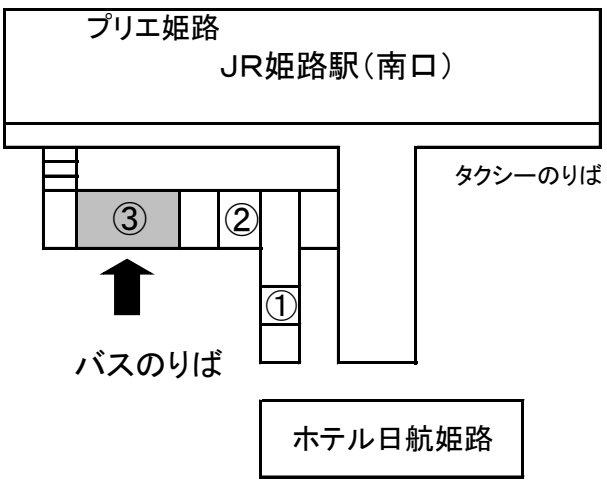 プリエ姫路
JR姫路駅（南口）
タクシーのりば
③
②
①
バスのりば
ホテル日航姫路